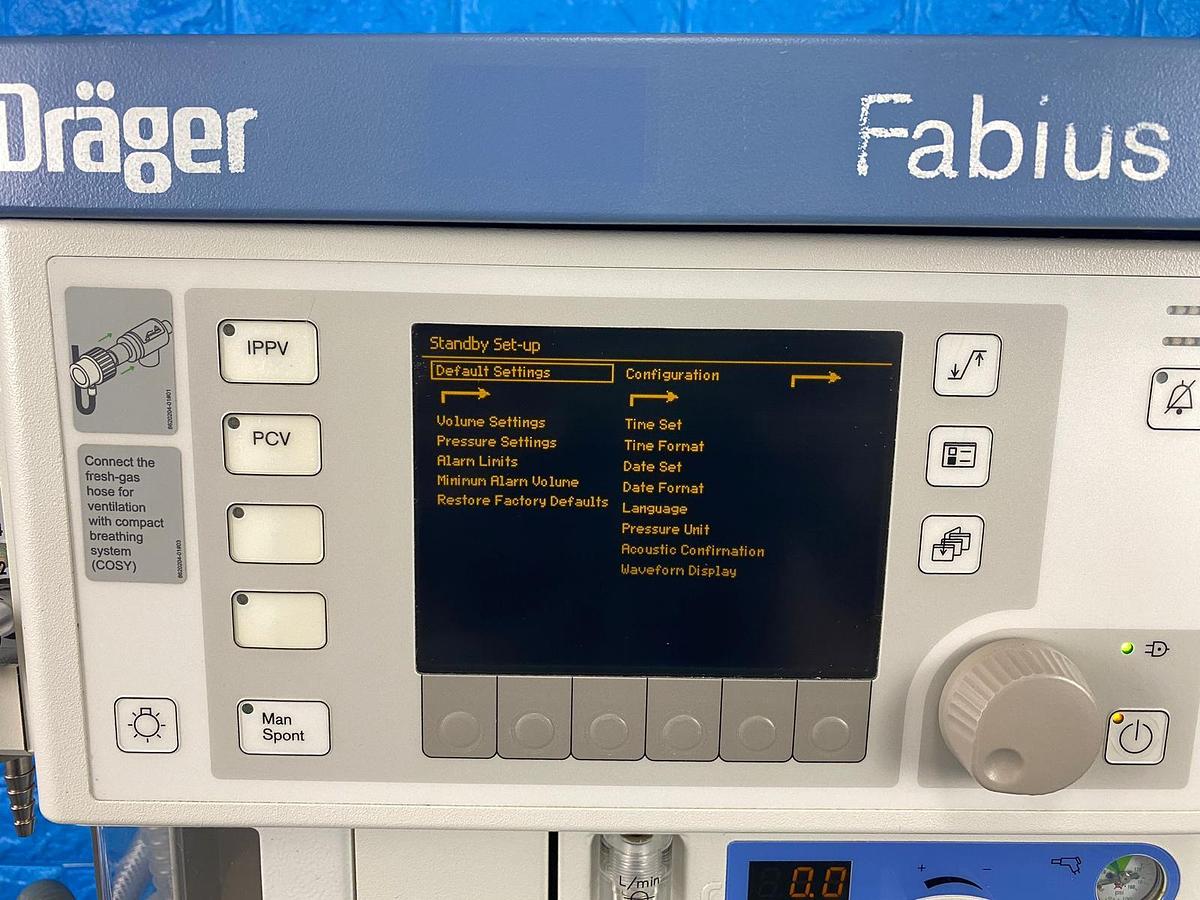 Dräger
Fabius
IPPV
PCV
Man
Spont
Connect the
fresh-gas
hose for
ventilation
with compact
breathing
system
(COSY)
Standby Set-up
Default Settings
Volume Settings
Pressure Settings
Alarm Limits
Minimum Alarm Volume
Restore Factory Defaults
Configuration
Time Set
Time Format
Date Set
Date Format
Language
Pressure Unit
Acoustic Confirmation
Waveform Display
L/min
0.0
+
−